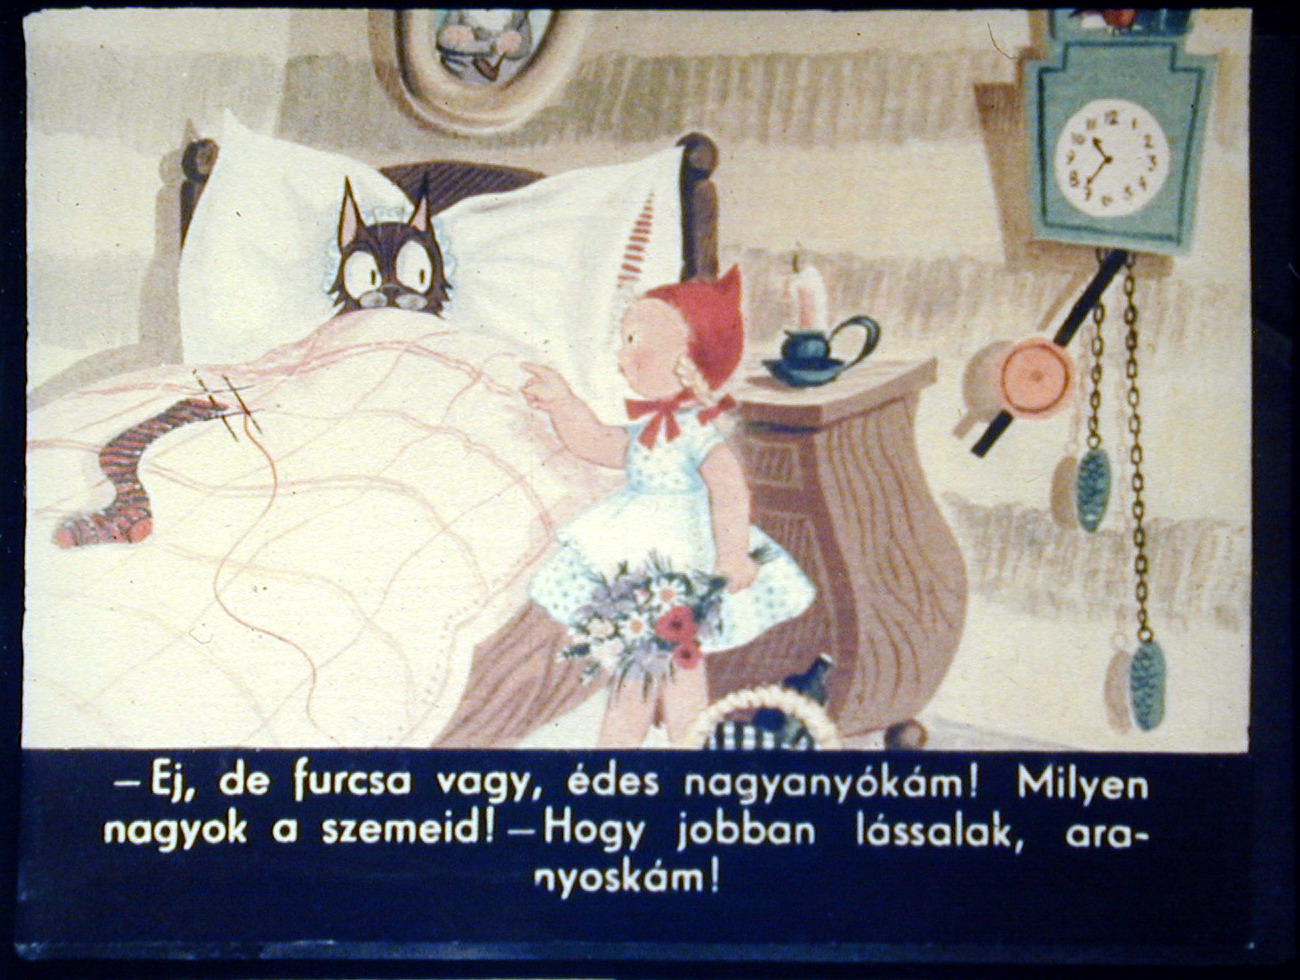 – Ej, de furcsa vagy, édes nagyanyókám! Milyen
nagyok a szemeid! – Hogy jobban lássalak, ara-
nyoskám!